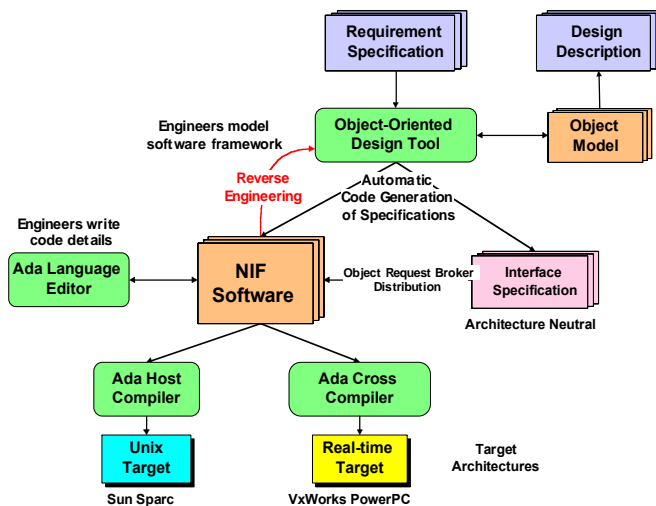 Requirement
Specification
Design
Description
Engineers model
software framework
Object-Oriented
Design Tool
Object
Model
Reverse
Engineering
Automatic
Code Generation
of Specifications
Engineers write
code details
Ada Language
Editor
NIF
Software
Object Request Broker
Distribution
Interface
Specification
Architecture Neutral
Ada Host
Compiler
Ada Cross
Compiler
Unix
Target
Real-time
Target
Target
Architectures
Sun Sparc
VxWorks PowerPC